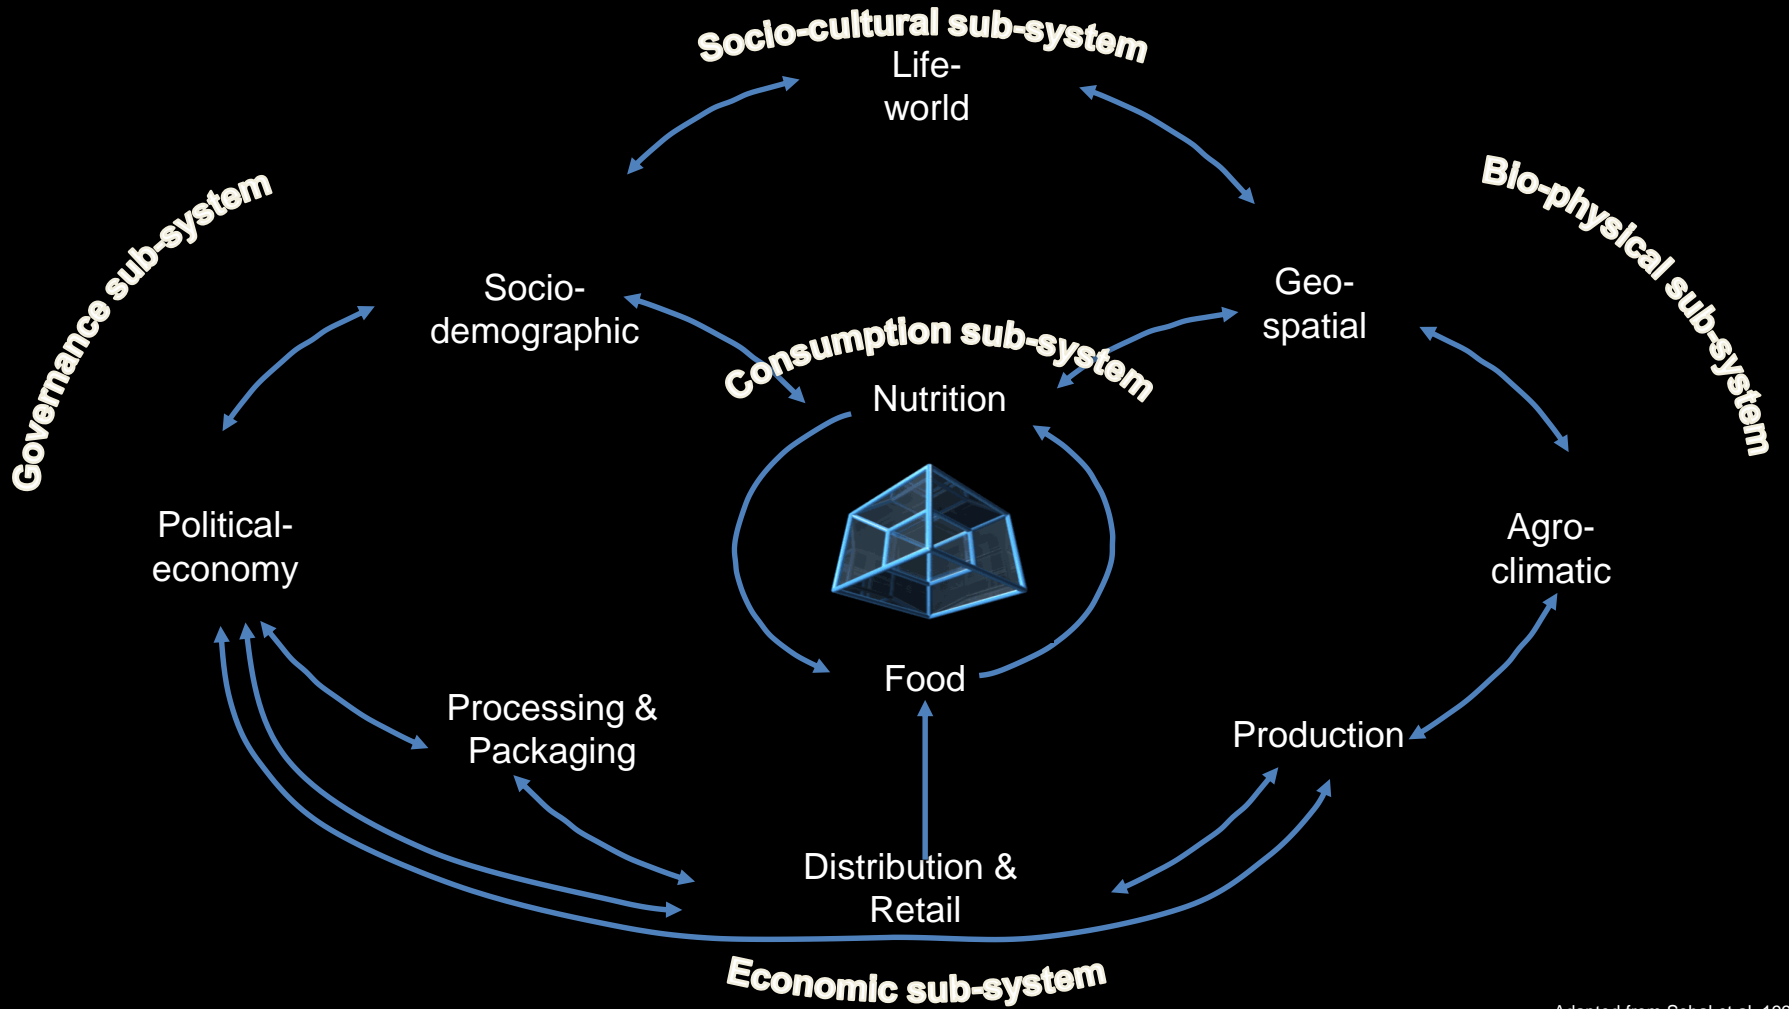 Socio-cultural sub-system
Life-
world
Governance sub-system
Bio-physical sub-system
Socio-
demographic
Geo-
spatial
Consumption sub-system
Nutrition
Political-
economy
Agro-
climatic
Food
Processing &
Packaging
Production
Distribution &
Retail
Economic sub-system